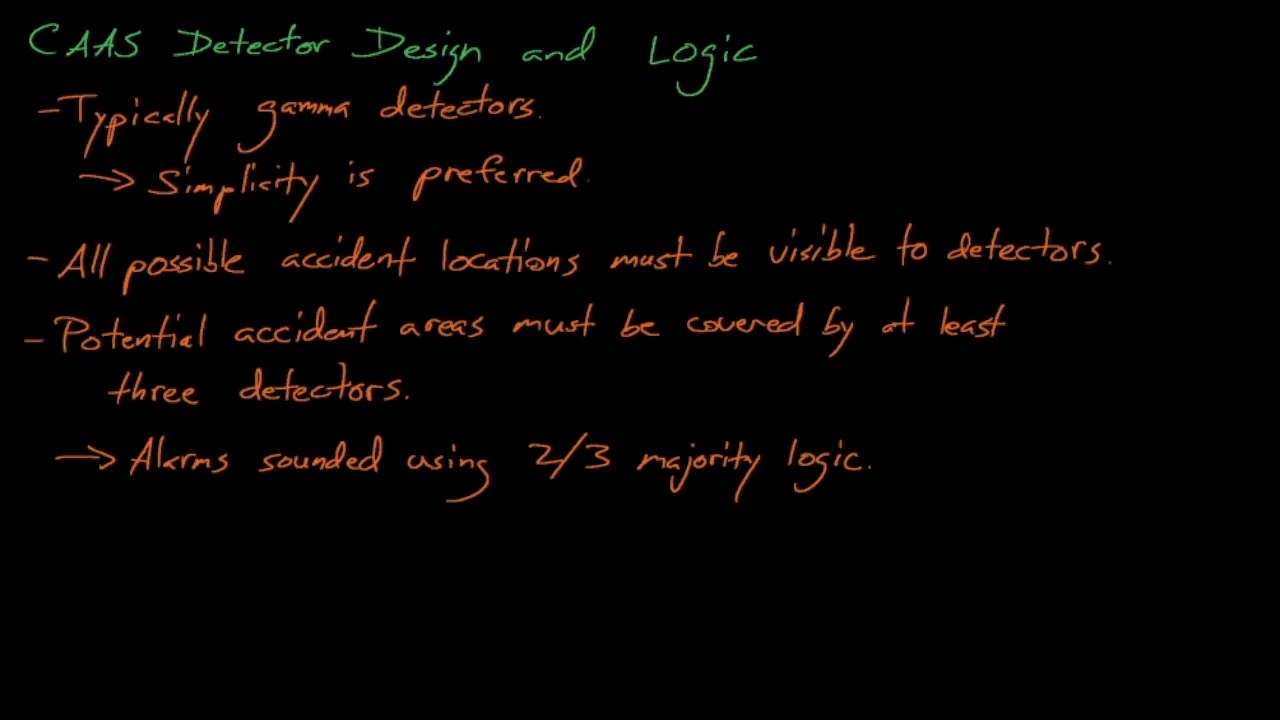 CAAS Detector Design and Logic
- Typically gamma detectors.
→ Simplicity is preferred.
- All possible accident locations must be visible to detectors.
- Potential accident areas must be covered by at least
three detectors.
→ Alarms sounded using 2/3 majority logic.